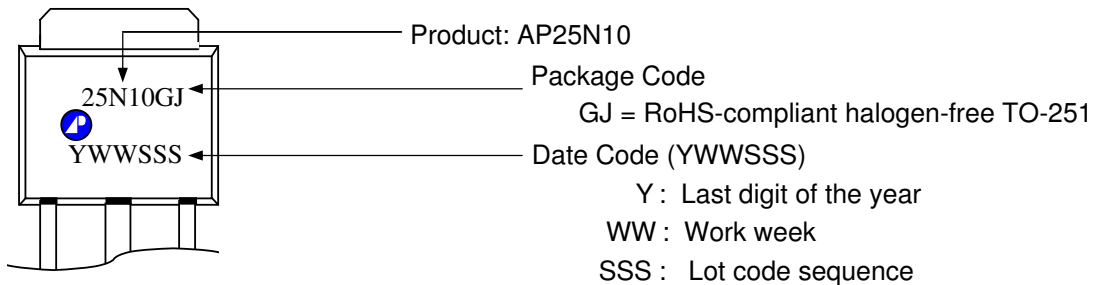 Product: AP25N10
Package Code
25N10GJ
GJ = RoHS-compliant halogen-free TO-251
AP
YWWSSS
Date Code (YWWSSS)
Y : Last digit of the year
WW : Work week
SSS : Lot code sequence